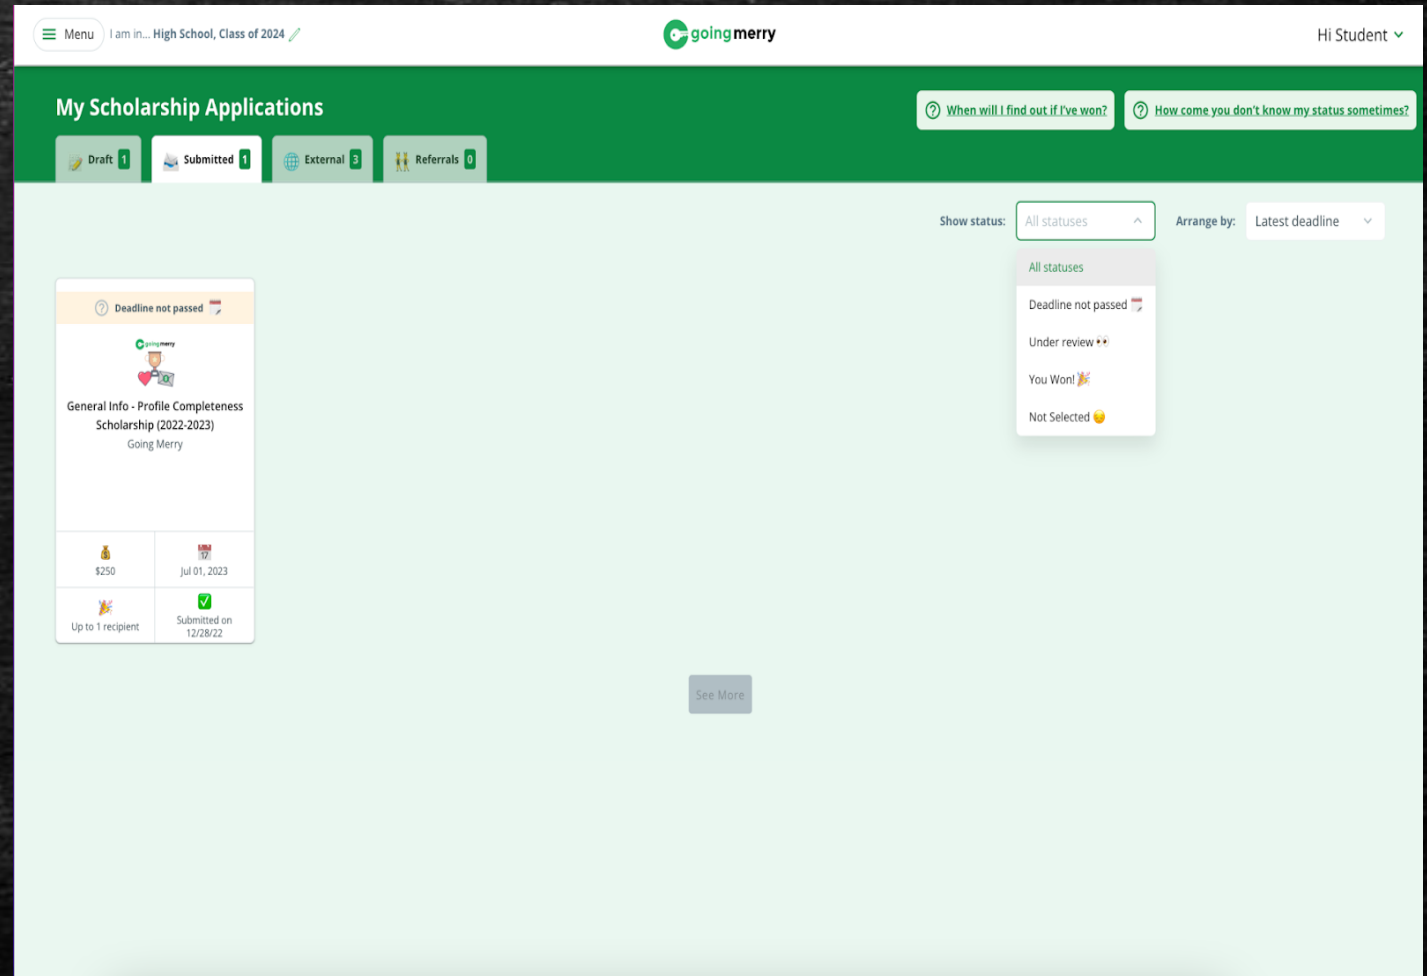 Menu
I am in... High School, Class of 2024
goingmerry
Hi Student
My Scholarship Applications
When will I find out if I've won?
How come you don't know my status sometimes?
Draft 1
Submitted 1
External 3
Referrals 0
Show status:
All statuses
Arrange by:
Latest deadline
All statuses
Deadline not passed
Under review
You Won!
Not Selected
Deadline not passed
goingmerry
General Info - Profile Completeness
Scholarship (2022-2023)
Going Merry
$250
17
Jul 01, 2023
Up to 1 recipient
Submitted on
12/28/22
See More